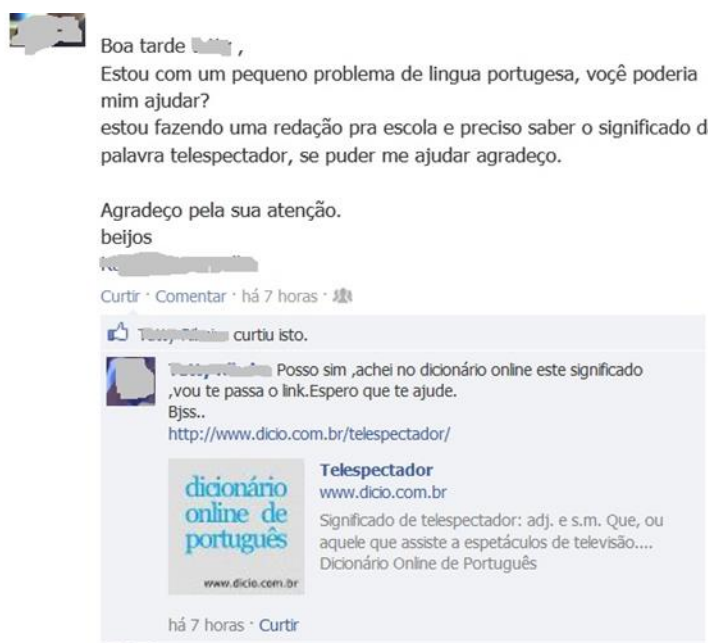 Boa tarde ,
Estou com um pequeno problema de lingua portugesa, voçê poderia
mim ajudar?
estou fazendo uma redação pra escola e preciso saber o significado d
palavra telespectador, se puder me ajudar agradeço.
Agradeço pela sua atenção.
beijos
Curtir · Comentar · há 7 horas ·
curtiu isto.
Posso sim ,achei no dicionário online este significado
,vou te passa o link.Espero que te ajude.
Bjss..
http://www.dicio.com.br/telespectador/
dicionário
online de
português
www.dicio.com.br
Telespectador
www.dicio.com.br
Significado de telespectador: adj. e s.m. Que, ou
aquele que assiste a espetáculos de televisão....
Dicionário Online de Português
há 7 horas · Curtir